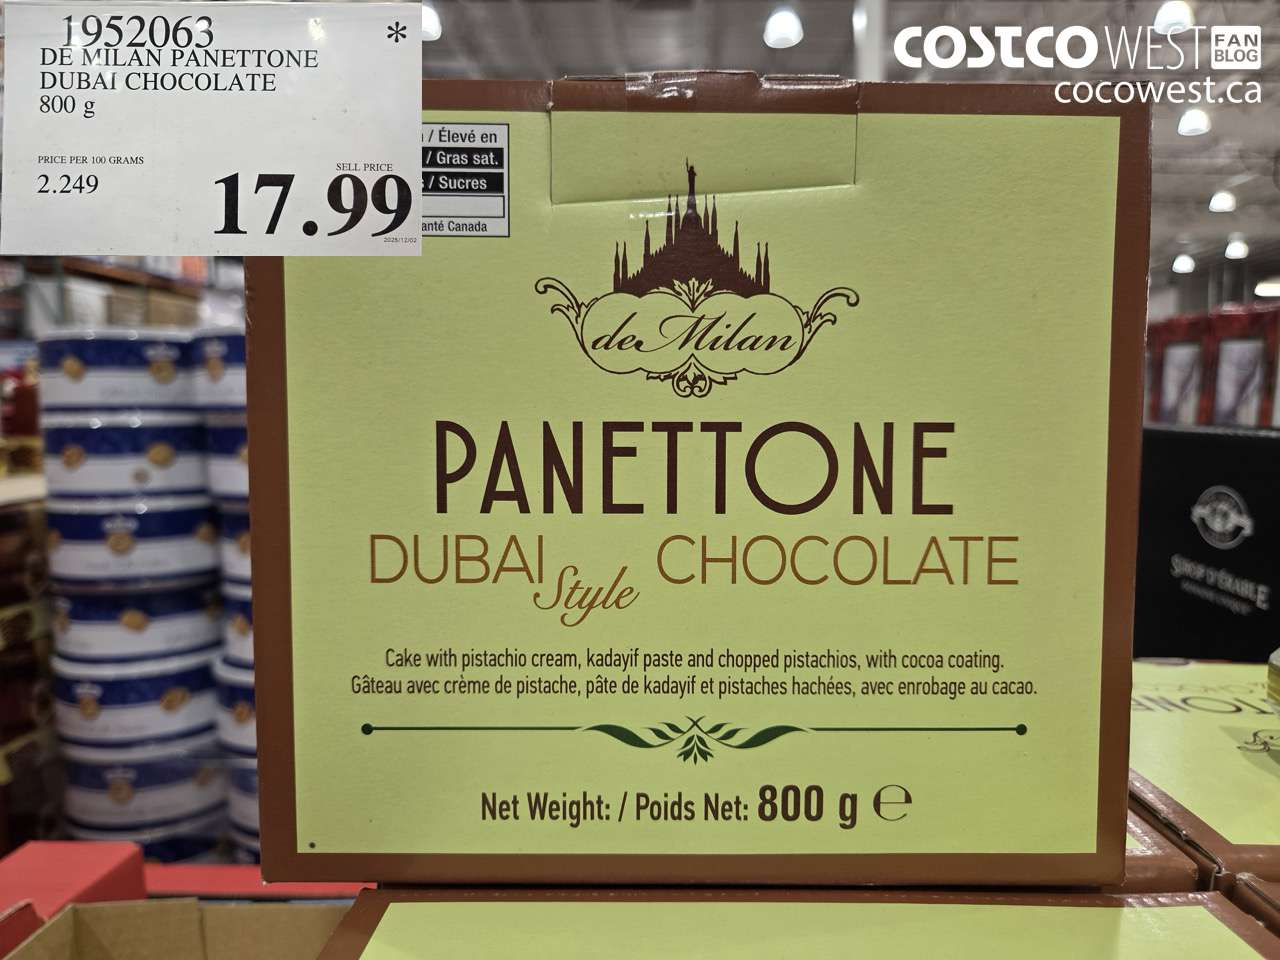 1952063 *
DE MILAN PANETTONE
DUBAI CHOCOLATE
800 g
PRICE PER 100 GRAMS
2.249
SELL PRICE
17.99
2025/12/02
COSTCO WEST FAN BLOG
cocowest.ca
/ Élevé en
/ Gras sat.
/ Sucres
anté Canada
de Milan
PANETTONE
DUBAI Style CHOCOLATE
Cake with pistachio cream, kadayif paste and chopped pistachios, with cocoa coating.
Gâteau avec crème de pistache, pâte de kadayif et pistaches hachées, avec enrobage au cacao.
Net Weight: / Poids Net: 800 g ℮
SIROP D'ÉRABLE